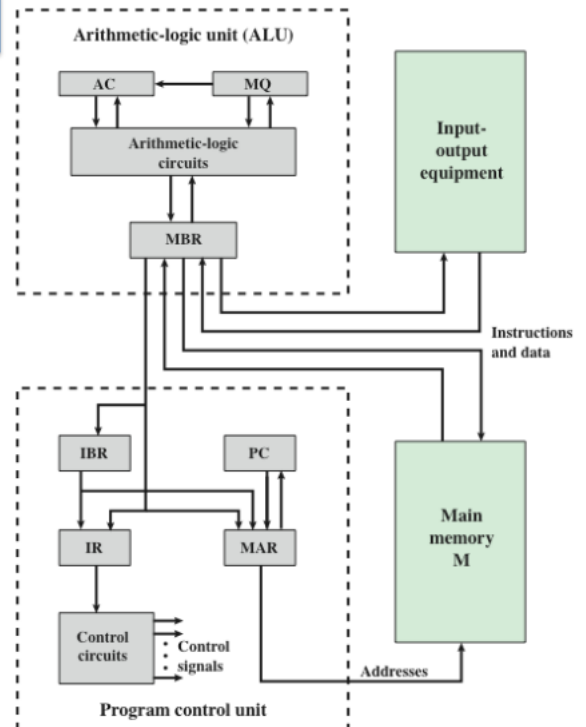 Arithmetic-logic unit (ALU)
AC
MQ
Arithmetic-logic
circuits
MBR
Input-
output
equipment
Instructions
and data
IBR
PC
IR
MAR
Main
memory
M
Control
circuits
Control
signals
Addresses
Program control unit